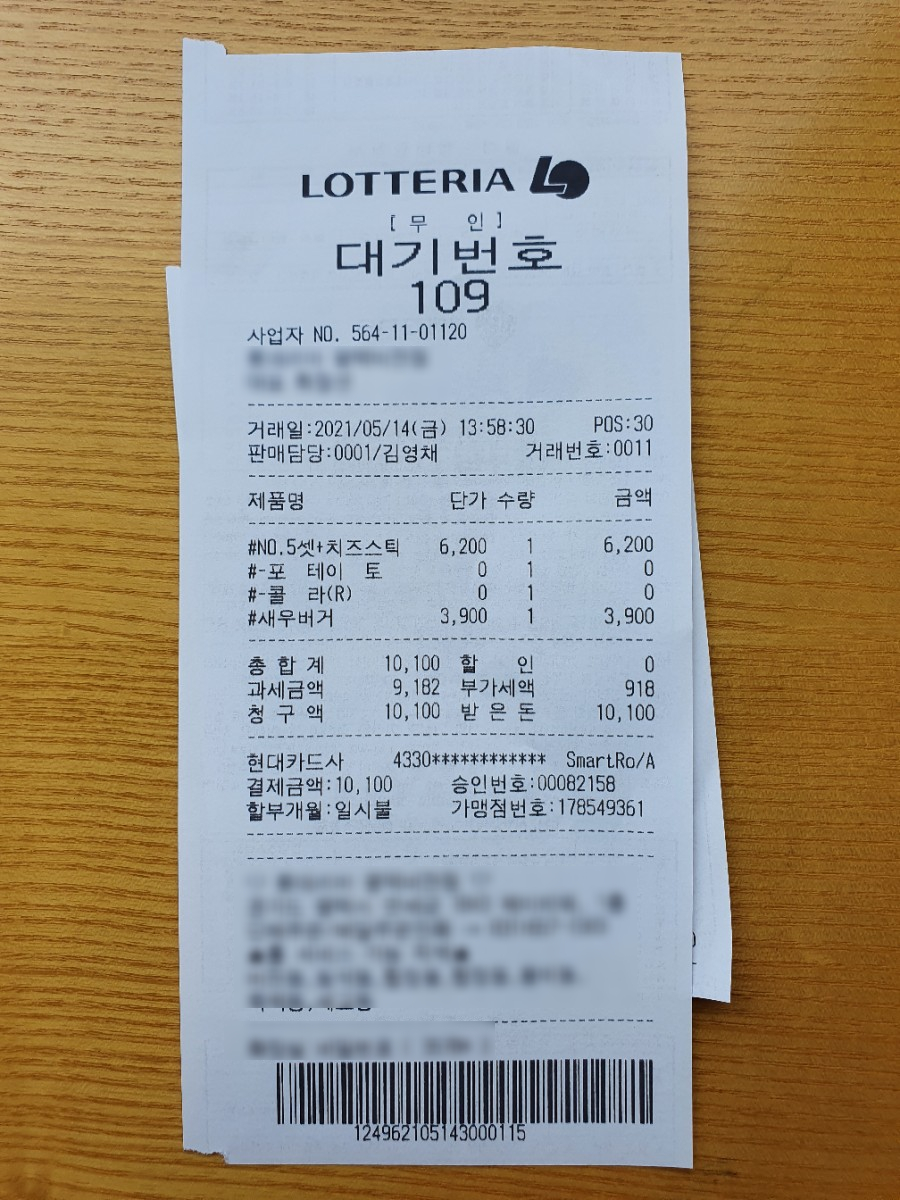 LOTTERIA
[ 무 인 ]
대기번호
109
사업자 NO. 564-11-01120
거래일:2021/05/14(금) 13:58:30 POS:30
판매담당:0001/김영채 거래번호:0011
제품명 단가 수량 금액
#NO.5셋+치즈스틱 6,200 1 6,200
#-포 테이 토 0 1 0
#-콜 라(R) 0 1 0
#새우버거 3,900 1 3,900
총 합 계 10,100 할 인 0
과세금액 9,182 부가세액 918
청 구 액 10,100 받 은 돈 10,100
현대카드사 4330************ SmartRo/A
결제금액:10,100 승인번호:00082158
할부개월:일시불 가맹점번호:178549361
124962105143000115